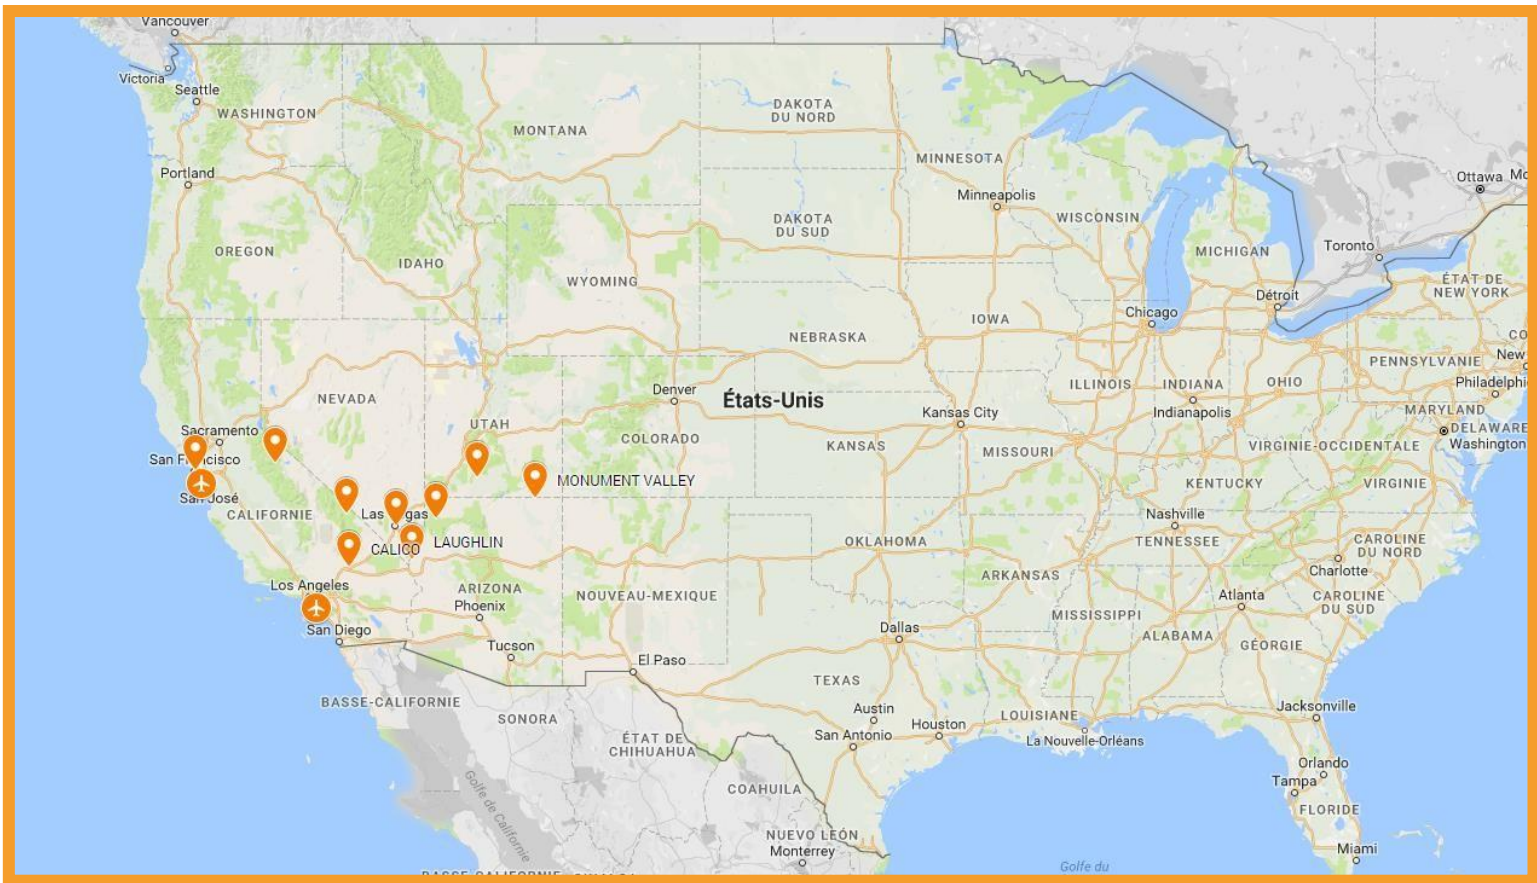 Vancouver
Victoria
Seattle
WASHINGTON
MONTANA
DAKOTA
DU NORD
MINNESOTA
Ottawa
Portland
Minneapolis
WISCONSIN
DAKOTA
DU SUD
MICHIGAN
Toronto
OREGON
IDAHO
WYOMING
ÉTAT DE
NEW YORK
Détroit
Chicago
IOWA
NEBRASKA
PENNSYLVANIE
New
Philadelphi
NEVADA
Denver
États-Unis
ILLINOIS
INDIANA
OHIO
Indianapolis
Kansas City
MARYLAND
DELAWARE
Washington
Sacramento
UTAH
COLORADO
KANSAS
MISSOURI
VIRGINIE-OCCIDENTALE
San Francisco
MONUMENT VALLEY
KENTUCKY
VIRGINIE
San José
CALIFORNIE
Las Vegas
Nashville
TENNESSEE
LAUGHLIN
CALICO
OKLAHOMA
CAROLINE
DU NORD
Charlotte
Los Angeles
ARIZONA
Phoenix
NOUVEAU-MEXIQUE
ARKANSAS
Atlanta
CAROLINE
DU SUD
MISSISSIPPI
ALABAMA
GÉORGIE
San Diego
Dallas
Tucson
El Paso
TEXAS
BASSE-CALIFORNIE
SONORA
Austin
Houston
LOUISIANE
Jacksonville
San Antonio
La Nouvelle-Orléans
ÉTAT DE
CHIHUAHUA
Orlando
Tampa
Golfe de Californie
COAHUILA
FLORIDE
NUEVO LEÓN
Monterrey
Miami
Golfe du